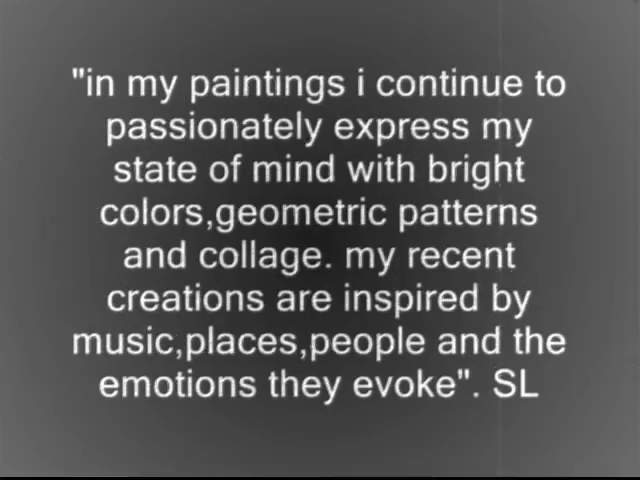 "in my paintings i continue to
passionately express my
state of mind with bright
colors,geometric patterns
and collage. my recent
creations are inspired by
music,places,people and the
emotions they evoke". SL